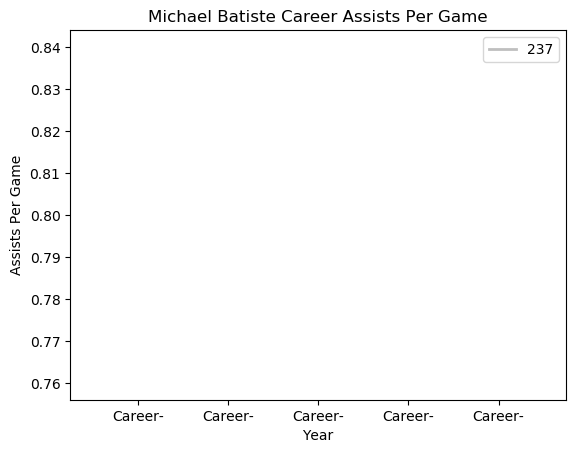 Michael Batiste Career Assists Per Game
237
0.84
0.83
0.82
0.81
0.80
0.79
0.78
0.77
0.76
Assists Per Game
Career- Career- Career- Career- Career-
Year